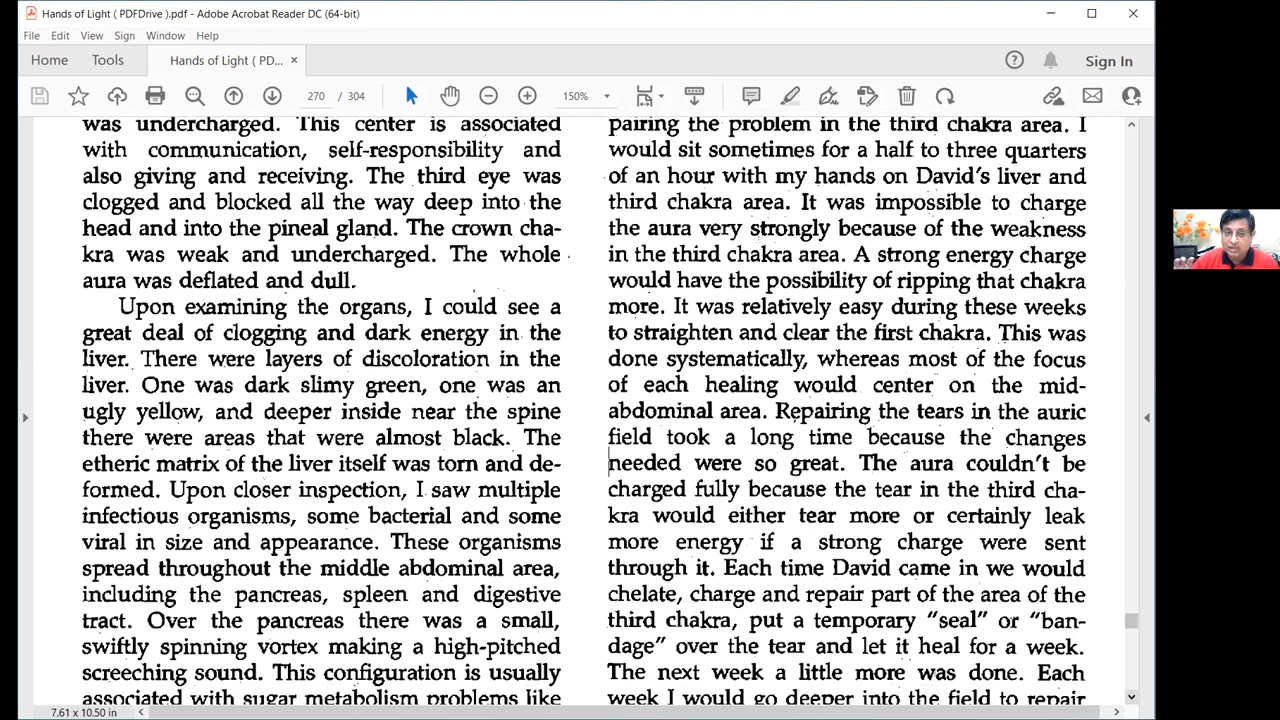 Hands of Light ( PDFDrive ).pdf - Adobe Acrobat Reader DC (64-bit)
File Edit View Sign Window Help
Home Tools Hands of Light ( PD... × Sign In
270 / 304 150%
was undercharged. This center is associated
with communication, self-responsibility and
also giving and receiving. The third eye was
clogged and blocked all the way deep into the
head and into the pineal gland. The crown cha-
kra was weak and undercharged. The whole
aura was deflated and dull.
Upon examining the organs, I could see a
great deal of clogging and dark energy in the
liver. There were layers of discoloration in the
liver. One was dark slimy green, one was an
ugly yellow, and deeper inside near the spine
there were areas that were almost black. The
etheric matrix of the liver itself was torn and de-
formed. Upon closer inspection, I saw multiple
infectious organisms, some bacterial and some
viral in size and appearance. These organisms
spread throughout the middle abdominal area,
including the pancreas, spleen and digestive
tract. Over the pancreas there was a small,
swiftly spinning vortex making a high-pitched
screeching sound. This configuration is usually
associated with sugar metabolism problems like
pairing the problem in the third chakra area. I
would sit sometimes for a half to three quarters
of an hour with my hands on David's liver and
third chakra area. It was impossible to charge
the aura very strongly because of the weakness
in the third chakra area. A strong energy charge
would have the possibility of ripping that chakra
more. It was relatively easy during these weeks
to straighten and clear the first chakra. This was
done systematically, whereas most of the focus
of each healing would center on the mid-
abdominal area. Repairing the tears in the auric
field took a long time because the changes
needed were so great. The aura couldn't be
charged fully because the tear in the third cha-
kra would either tear more or certainly leak
more energy if a strong charge were sent
through it. Each time David came in we would
chelate, charge and repair part of the area of the
third chakra, put a temporary "seal" or "ban-
dage" over the tear and let it heal for a week.
The next week a little more was done. Each
week I would go deeper into the field to repair
7.61 x 10.50 in